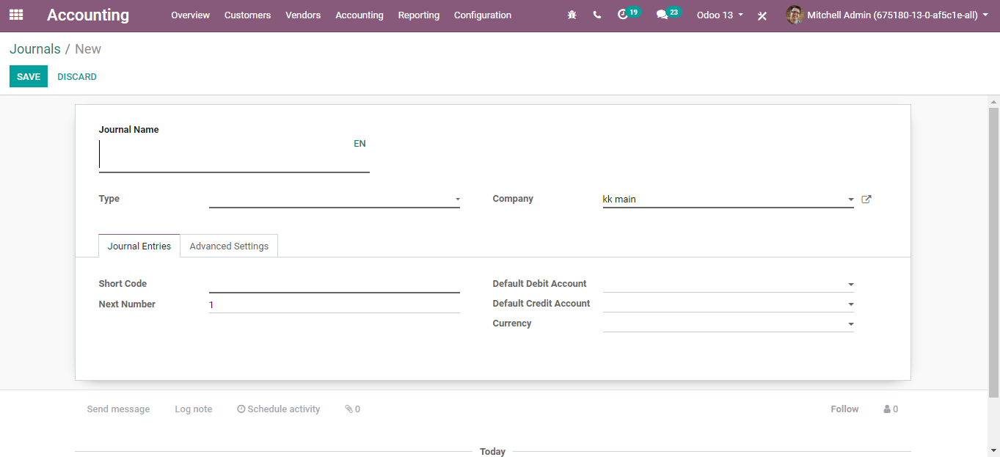 Accounting Overview Customers Vendors Accounting Reporting Configuration 19 23 Odoo 13 Mitchell Admin (675180-13-0-af5c1e-all)
Journals / New
SAVE DISCARD
Journal Name
EN
Type Company kk main
Journal Entries Advanced Settings
Short Code Default Debit Account
Next Number 1 Default Credit Account
Currency
Send message Log note Schedule activity 0 Follow 0
Today